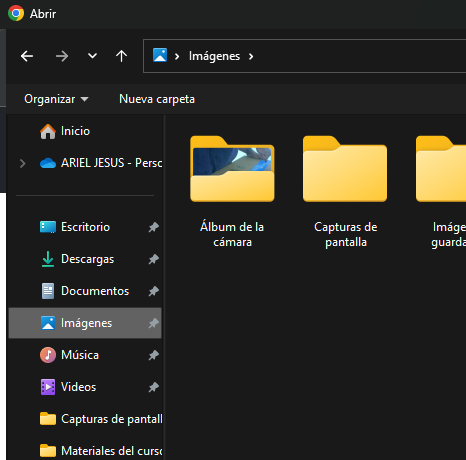 Abrir
Imágenes
Organizar
Nueva carpeta
Inicio
ARIEL JESUS - Perso
Escritorio
Descargas
Documentos
Imágenes
Música
Videos
Capturas de pantall
Materiales del curso
Álbum de la
cámara
Capturas de
pantalla
Imáge
guarda